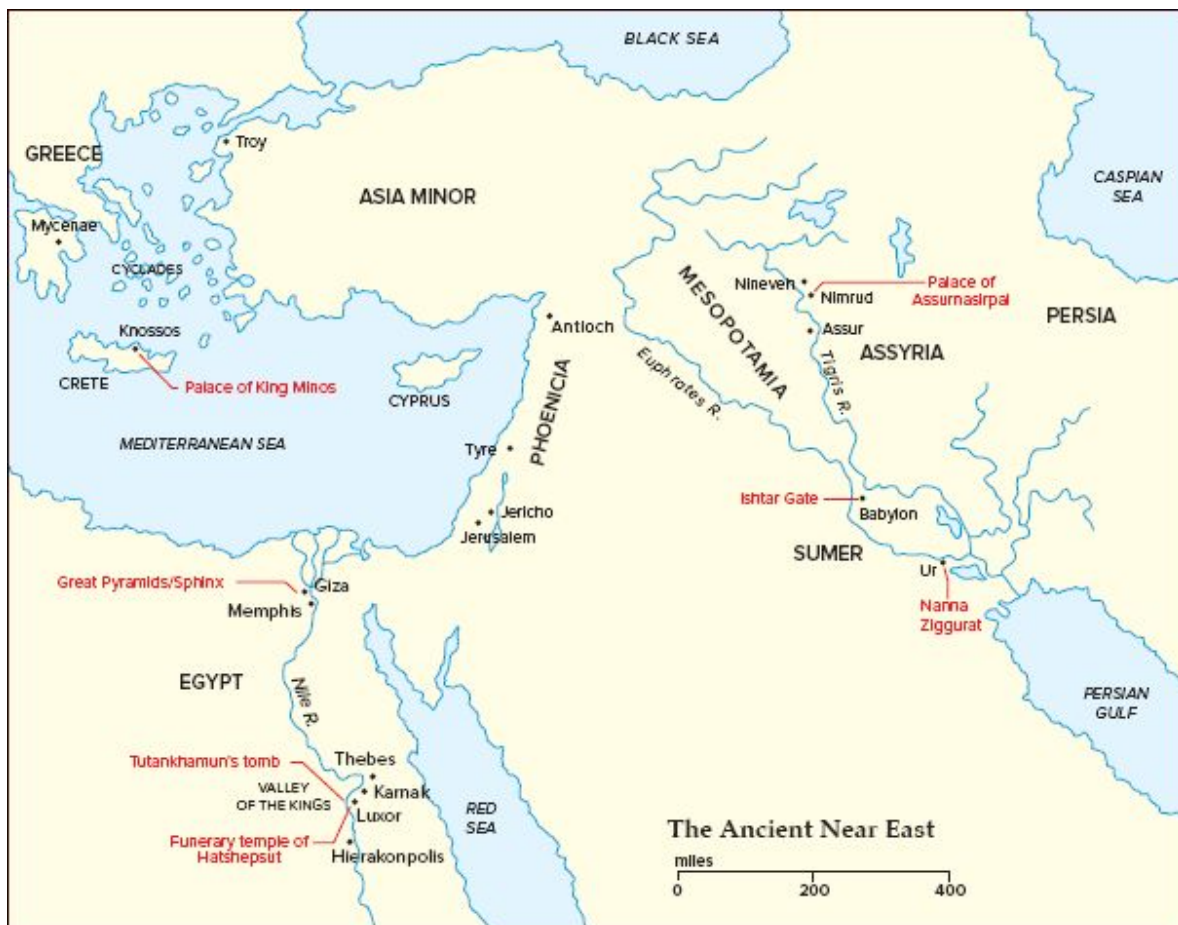 BLACK SEA
Troy
GREECE
CASPIAN
SEA
ASIA MINOR
Mycenae
CYCLADES
Nineveh
Palace of
Assurnasirpal
Nimrud
MESOPOTAMIA
PERSIA
Knossos
Antioch
Assur
ASSYRIA
Palace of King Minos
CRETE
CYPRUS
Euphrates R.
Tigris R.
PHOENICIA
MEDITERRANEAN SEA
Tyre
Ishtar Gate
Babylon
Jericho
Jerusalem
SUMER
Ur
Great Pyramids/Sphinx
Giza
Memphis
Nanna
Ziggurat
EGYPT
Nile R.
PERSIAN
GULF
Thebes
Tutankhamun's tomb
VALLEY
OF THE KINGS
Karnak
Luxor
RED
SEA
Funerary temple of
Hatshepsut
Hierakonpolis
The Ancient Near East
miles
0 200 400